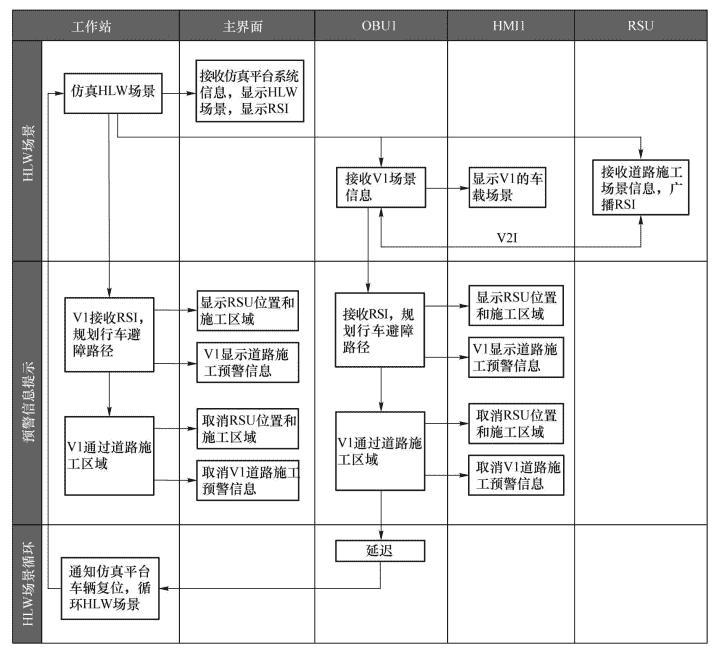 工作站
主界面
OBU1
HMI1
RSU
HLW场景
仿真HLW场景
接收仿真平台系统
信息，显示HLW
场景，显示RSI
接收V1场景
信息
显示V1的车
载场景
接收道路施工
场景信息，广
播RSI
V2I
预警信息提示
V1接收RSI，
规划行车避
障路径
显示RSU位置和
施工区域
V1显示道路施
工预警信息
接收RSI，规
划行车避障
路径
显示RSU位置
和施工区域
V1显示道路施
工预警信息
V1通过道路施
工区域
取消RSU位置和
施工区域
取消V1道路施工
预警信息
V1通过道路施
工区域
取消RSU位置
和施工区域
取消V1道路施
工预警信息
HLW场景循环
延迟
通知仿真平台
车辆复位，循
环HLW场景